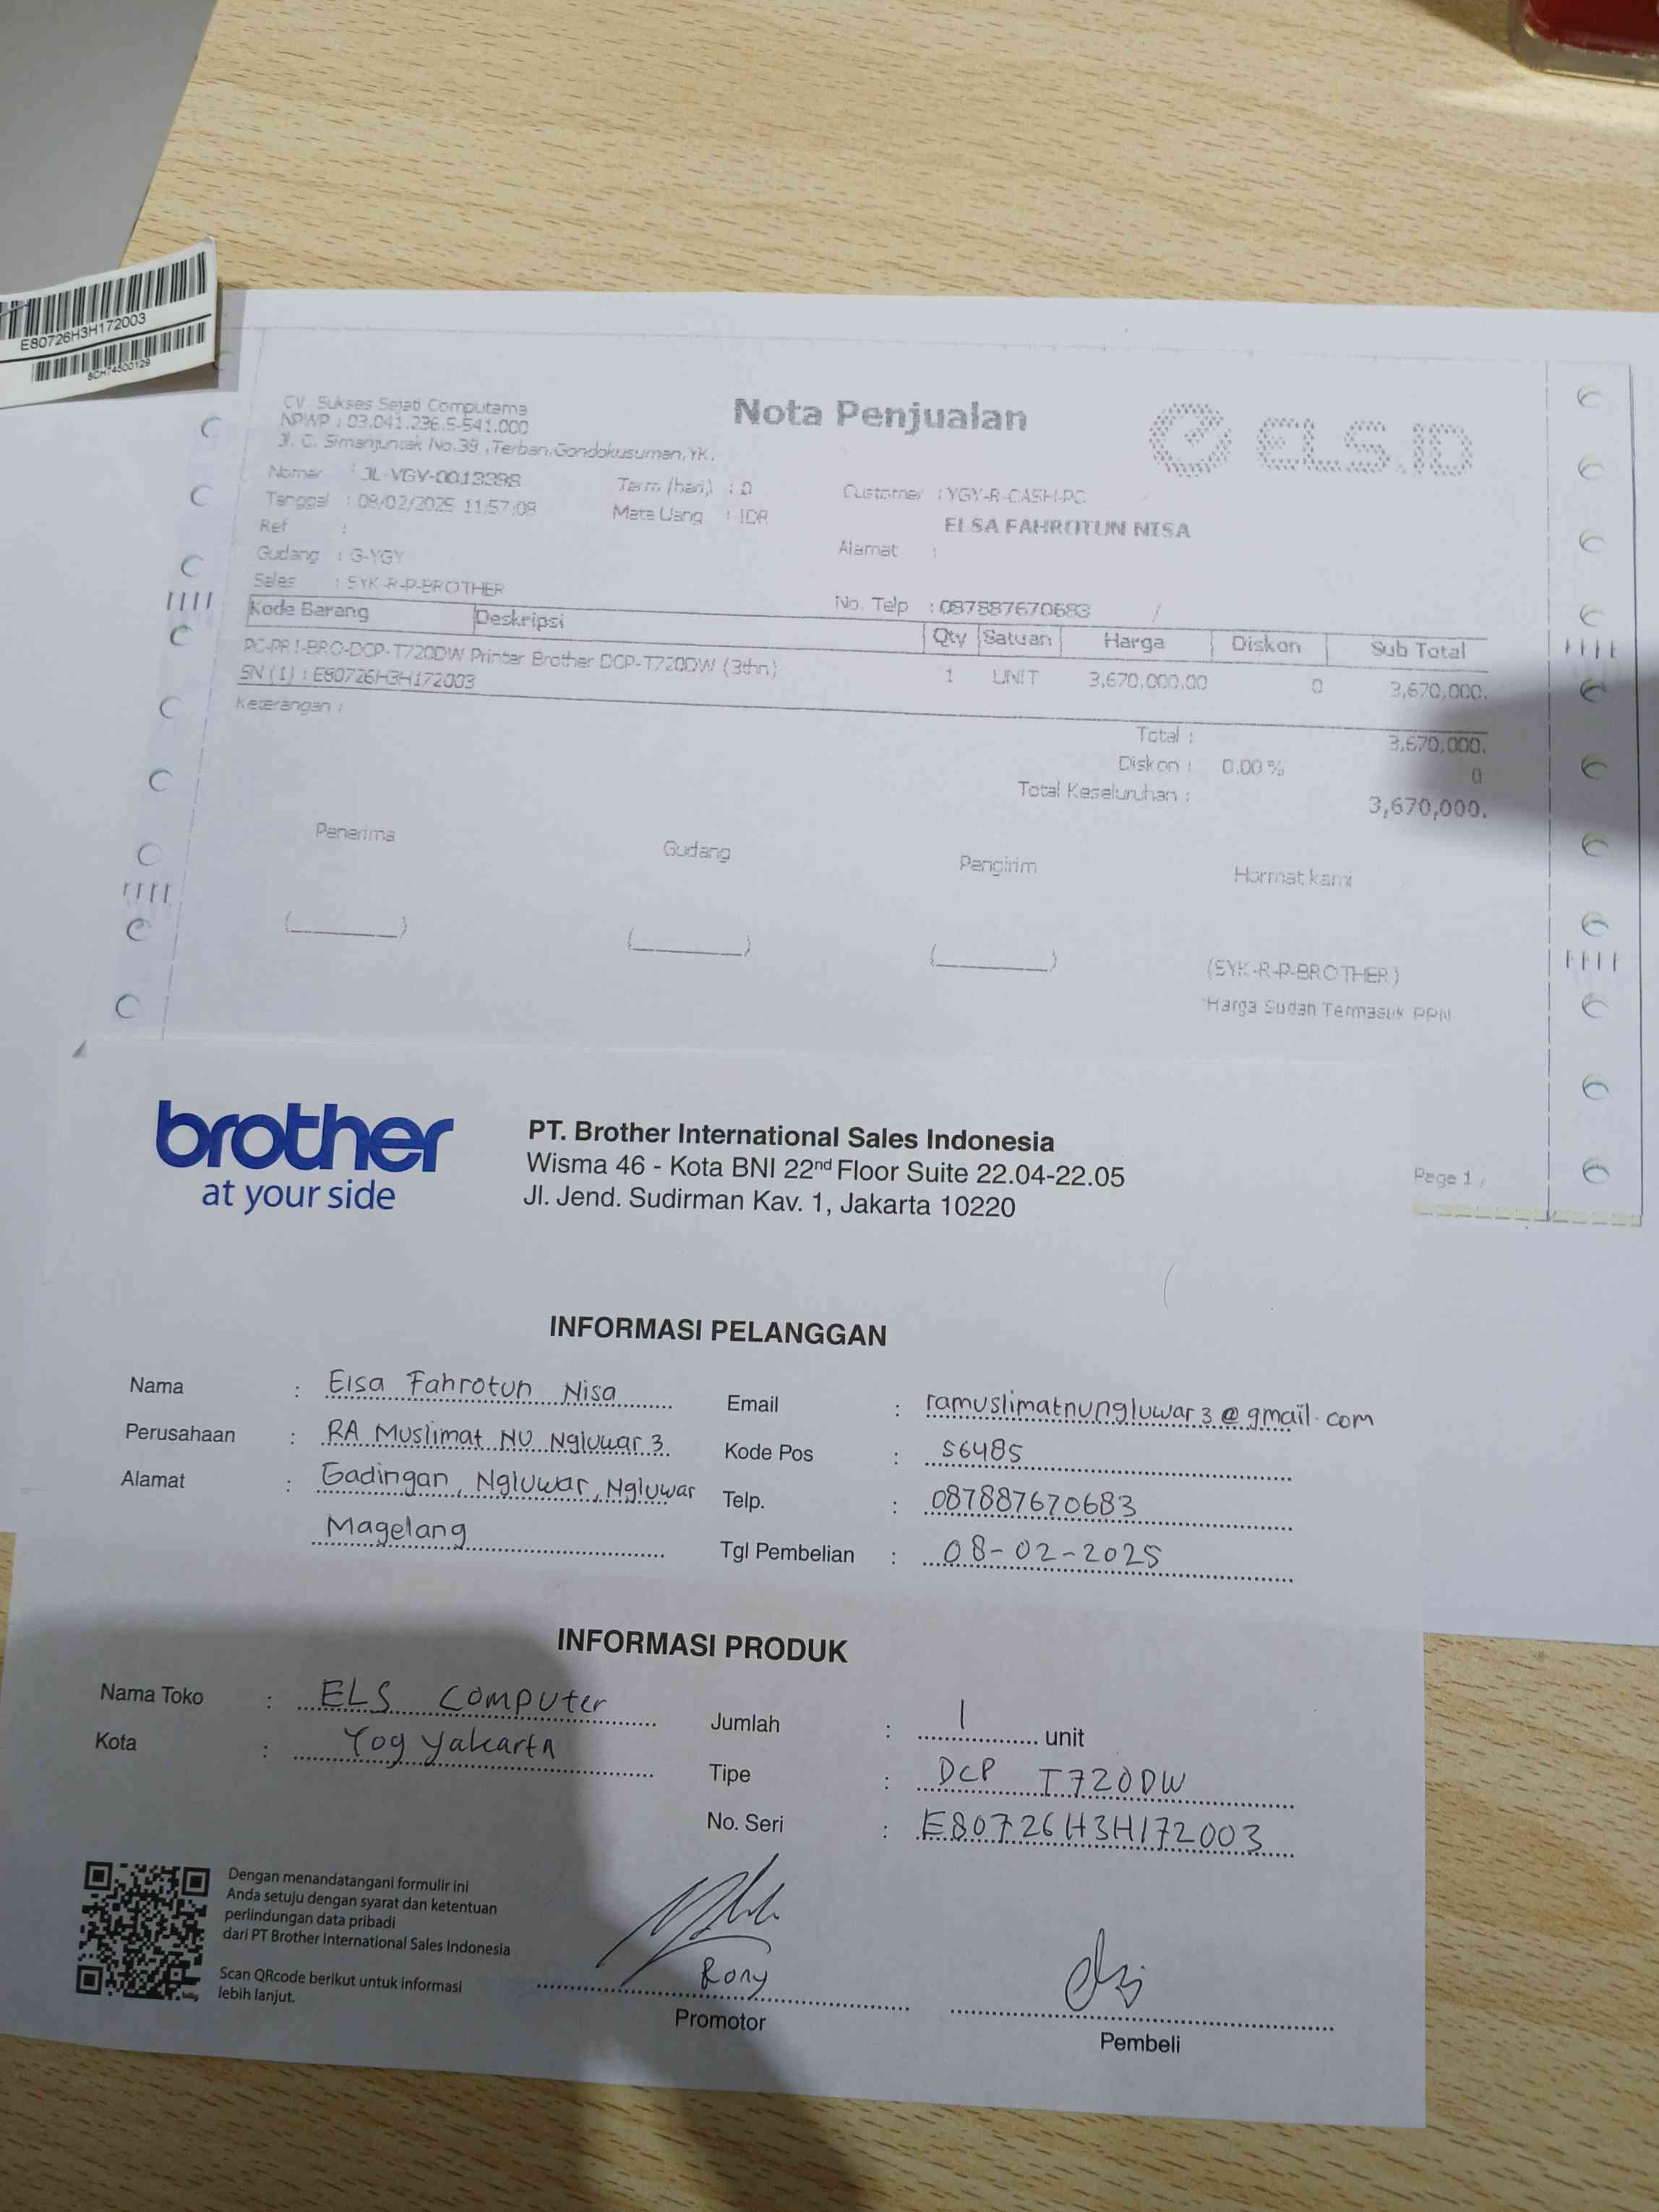 E80726H3H172003
8CH74500129
CV. Sukses Sejati Computama
NPWP : 03.041.236.5-541.000
Jl. C. Simanjuntak No.39 ,Terban,Gondokusuman,YK.
Nota Penjualan
ELS.ID
Nomer : JL-YGY-0013398
Tanggal : 08/02/2025 11:57:08
Ref :
Gudang : G-YGY
Sales : SYK-R-P-BROTHER
Term (hari) : 0
Mata Uang : IDR
Customer : YGY-R-CASH-PC
ELSA FAHROTUN NISA
Alamat :
No. Telp : 087887670683 /
Kode Barang Deskripsi Qty Satuan Harga Diskon Sub Total
PC-PRI-BRO-DCP-T720DW Printer Brother DCP-T720DW (3thn) 1 UNIT 3,670,000.00 0 3,670,000.
SN (1) : E80726H3H172003
Keterangan :
Total : 3,670,000.
Diskon : 0.00 % 0
Total Keseluruhan : 3,670,000.
Penerima Gudang Pengirim Hormat kami
(SYK-R-P-BROTHER)
*Harga Sudah Termasuk PPN
Page 1 /
brother
at your side
PT. Brother International Sales Indonesia
Wisma 46 - Kota BNI 22nd Floor Suite 22.04-22.05
Jl. Jend. Sudirman Kav. 1, Jakarta 10220
INFORMASI PELANGGAN
Nama : Elsa Fahrotun Nisa
Perusahaan : RA Muslimat NU Ngluwar 3
Alamat : Gadingan, Ngluwar, Ngluwar
Magelang
Email : ramuslimatnungluwar3@gmail.com
Kode Pos : 56485
Telp. : 087887670683
Tgl Pembelian : 08-02-2025
INFORMASI PRODUK
Nama Toko : ELS Computer
Kota : Yogyakarta
Jumlah : 1 unit
Tipe : DCP T720DW
No. Seri : E80726H3H172003
Dengan menandatangani formulir ini
Anda setuju dengan syarat dan ketentuan
perlindungan data pribadi
dari PT Brother International Sales Indonesia
Scan QRcode berikut untuk informasi
lebih lanjut.
Rony
Promotor
Pembeli